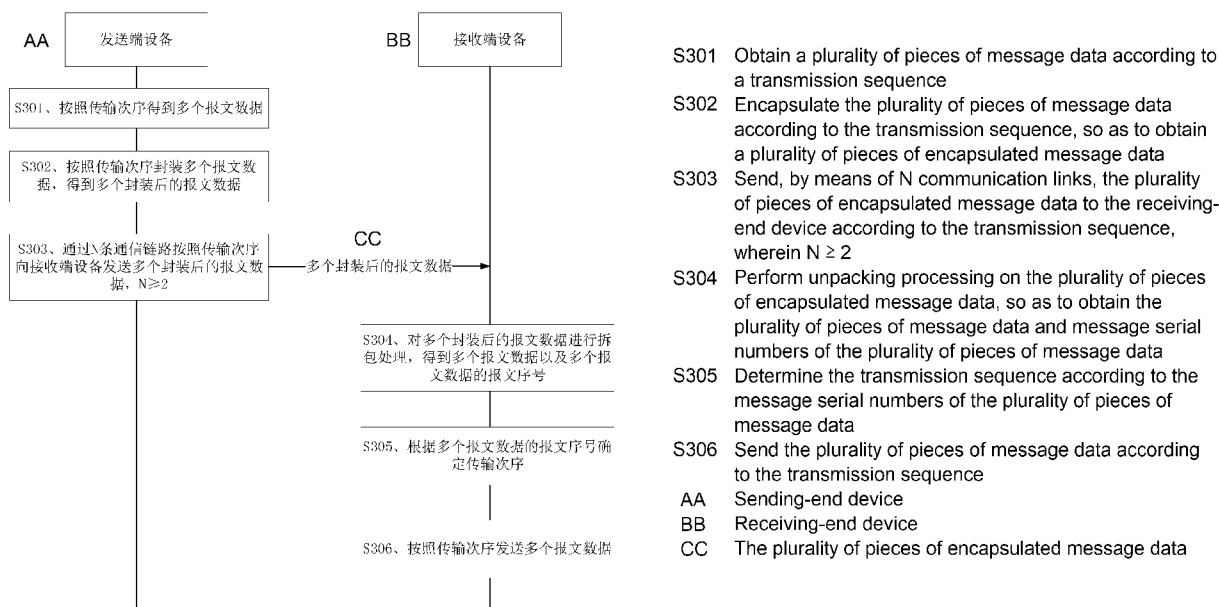 AA
发送端设备
BB
接收端设备
S301、按照传输次序得到多个报文数据
S302、按照传输次序封装多个报文数
据，得到多个封装后的报文数据
S303、通过N条通信链路按照传输次序
向接收端设备发送多个封装后的报文数
据，N≥2
CC
多个封装后的报文数据
S304、对多个封装后的报文数据进行拆
包处理，得到多个报文数据以及多个报
文数据的报文序号
S305、根据多个报文数据的报文序号确
定传输次序
S306、按照传输次序发送多个报文数据
S301 Obtain a plurality of pieces of message data according to
a transmission sequence
S302 Encapsulate the plurality of pieces of message data
according to the transmission sequence, so as to obtain
a plurality of pieces of encapsulated message data
S303 Send, by means of N communication links, the plurality
of pieces of encapsulated message data to the receiving-
end device according to the transmission sequence,
wherein N ≥ 2
S304 Perform unpacking processing on the plurality of pieces
of encapsulated message data, so as to obtain the
plurality of pieces of message data and message serial
numbers of the plurality of pieces of message data
S305 Determine the transmission sequence according to the
message serial numbers of the plurality of pieces of
message data
S306 Send the plurality of pieces of message data according
to the transmission sequence
AA Sending-end device
BB Receiving-end device
CC The plurality of pieces of encapsulated message data